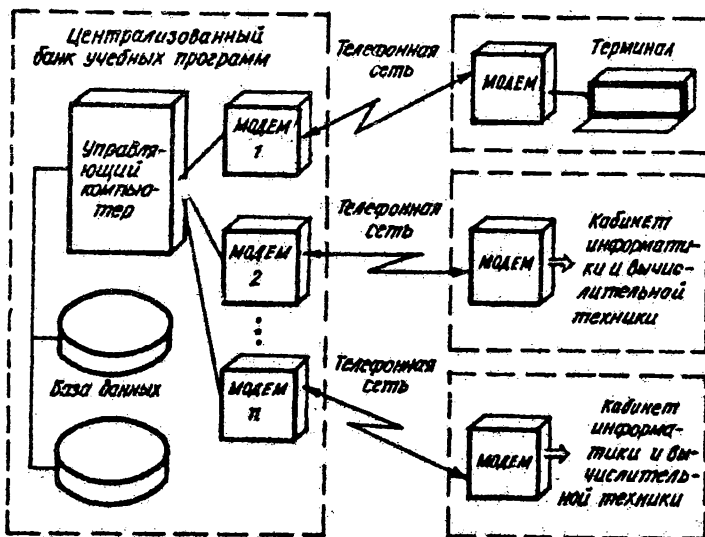 Централизованный
банк учебных программ
Управля-
ющий
компью-
тер
МОДЕМ
1
МОДЕМ
2
МОДЕМ
n
База данных
Телефонная
сеть
МОДЕМ
Терминал
Телефонная
сеть
МОДЕМ
Кабинет
информати-
ки и вычис-
лительной
техники
Телефонная
сеть
МОДЕМ
Кабинет
информа-
тики и вы-
числитель-
ной техники